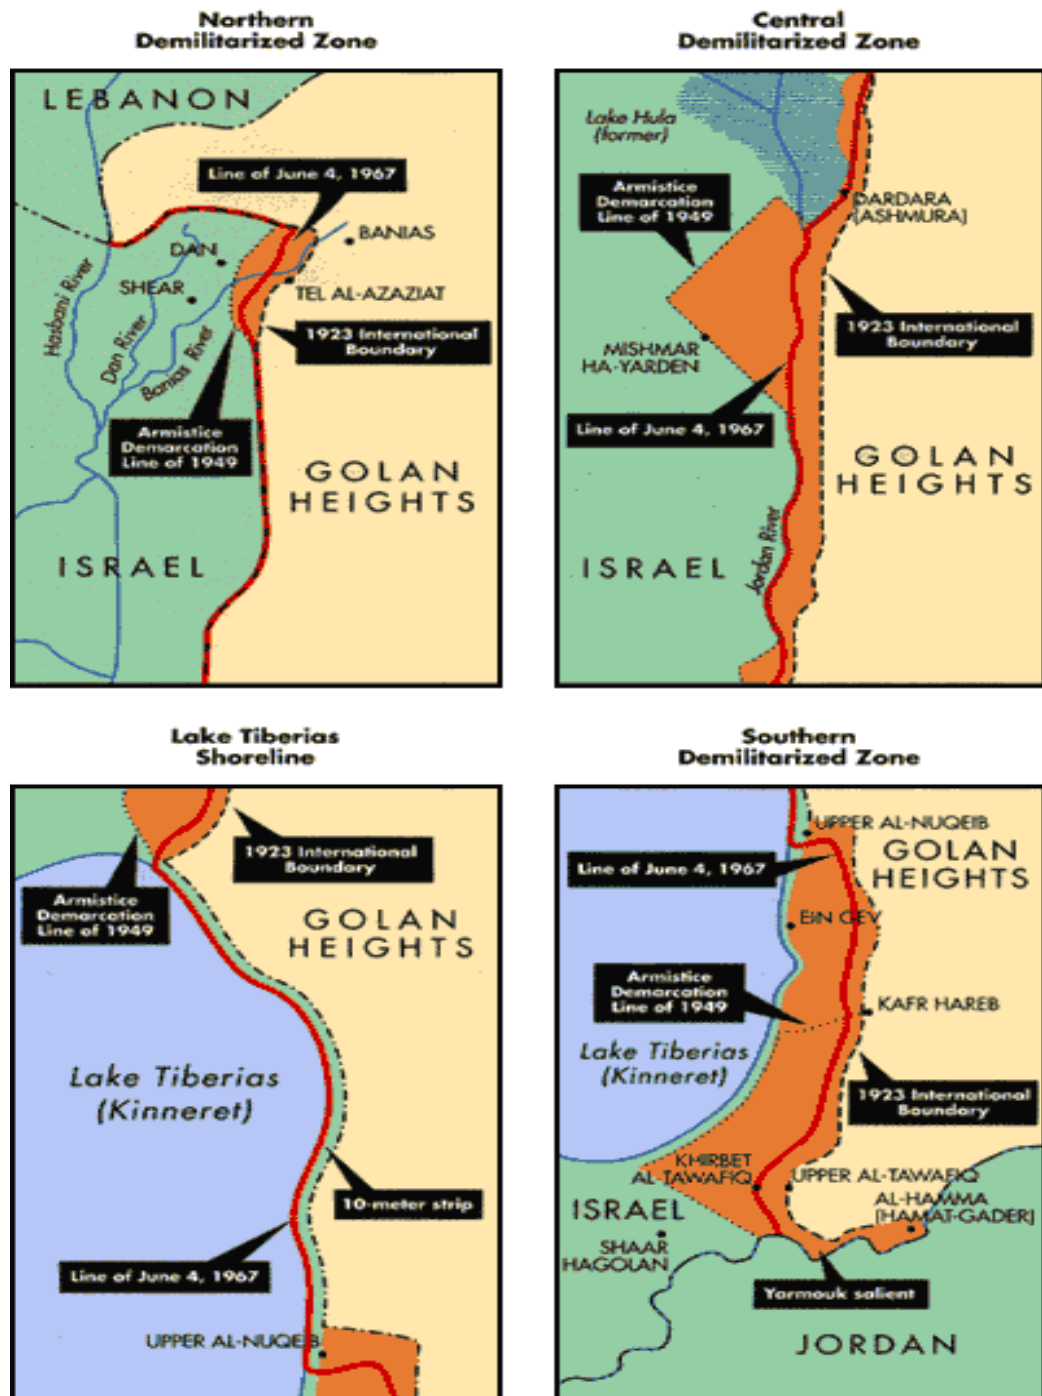 Northern
Demilitarized Zone
LEBANON
Line of June 4, 1967
BANIAS
DAN
SHEAR
TEL AL-AZAZIAT
Hasbani River
Dan River
Banias River
1923 International
Boundary
Armistice
Demarcation
Line of 1949
GOLAN
HEIGHTS
ISRAEL
Central
Demilitarized Zone
Lake Hula
(former)
Armistice
Demarcation
Line of 1949
DARDARA
[ASHMURA]
1923 International
Boundary
MISHMAR
HA-YARDEN
Line of June 4, 1967
GOLAN
HEIGHTS
Jordan River
ISRAEL
Lake Tiberias
Shoreline
1923 International
Boundary
Armistice
Demarcation
Line of 1949
GOLAN
HEIGHTS
Lake Tiberias
(Kinneret)
10-meter strip
Line of June 4, 1967
UPPER AL-NUQEIB
Southern
Demilitarized Zone
UPPER AL-NUQEIB
Line of June 4, 1967
GOLAN
HEIGHTS
EIN GEV
Armistice
Demarcation
Line of 1949
KAFR HAREB
Lake Tiberias
(Kinneret)
1923 International
Boundary
KHIRBET
AL-TAWAFIQ
UPPER AL-TAWAFIQ
AL-HAMMA
[HAMAT-GADER]
ISRAEL
SHAAR
HAGOLAN
Yarmouk salient
JORDAN